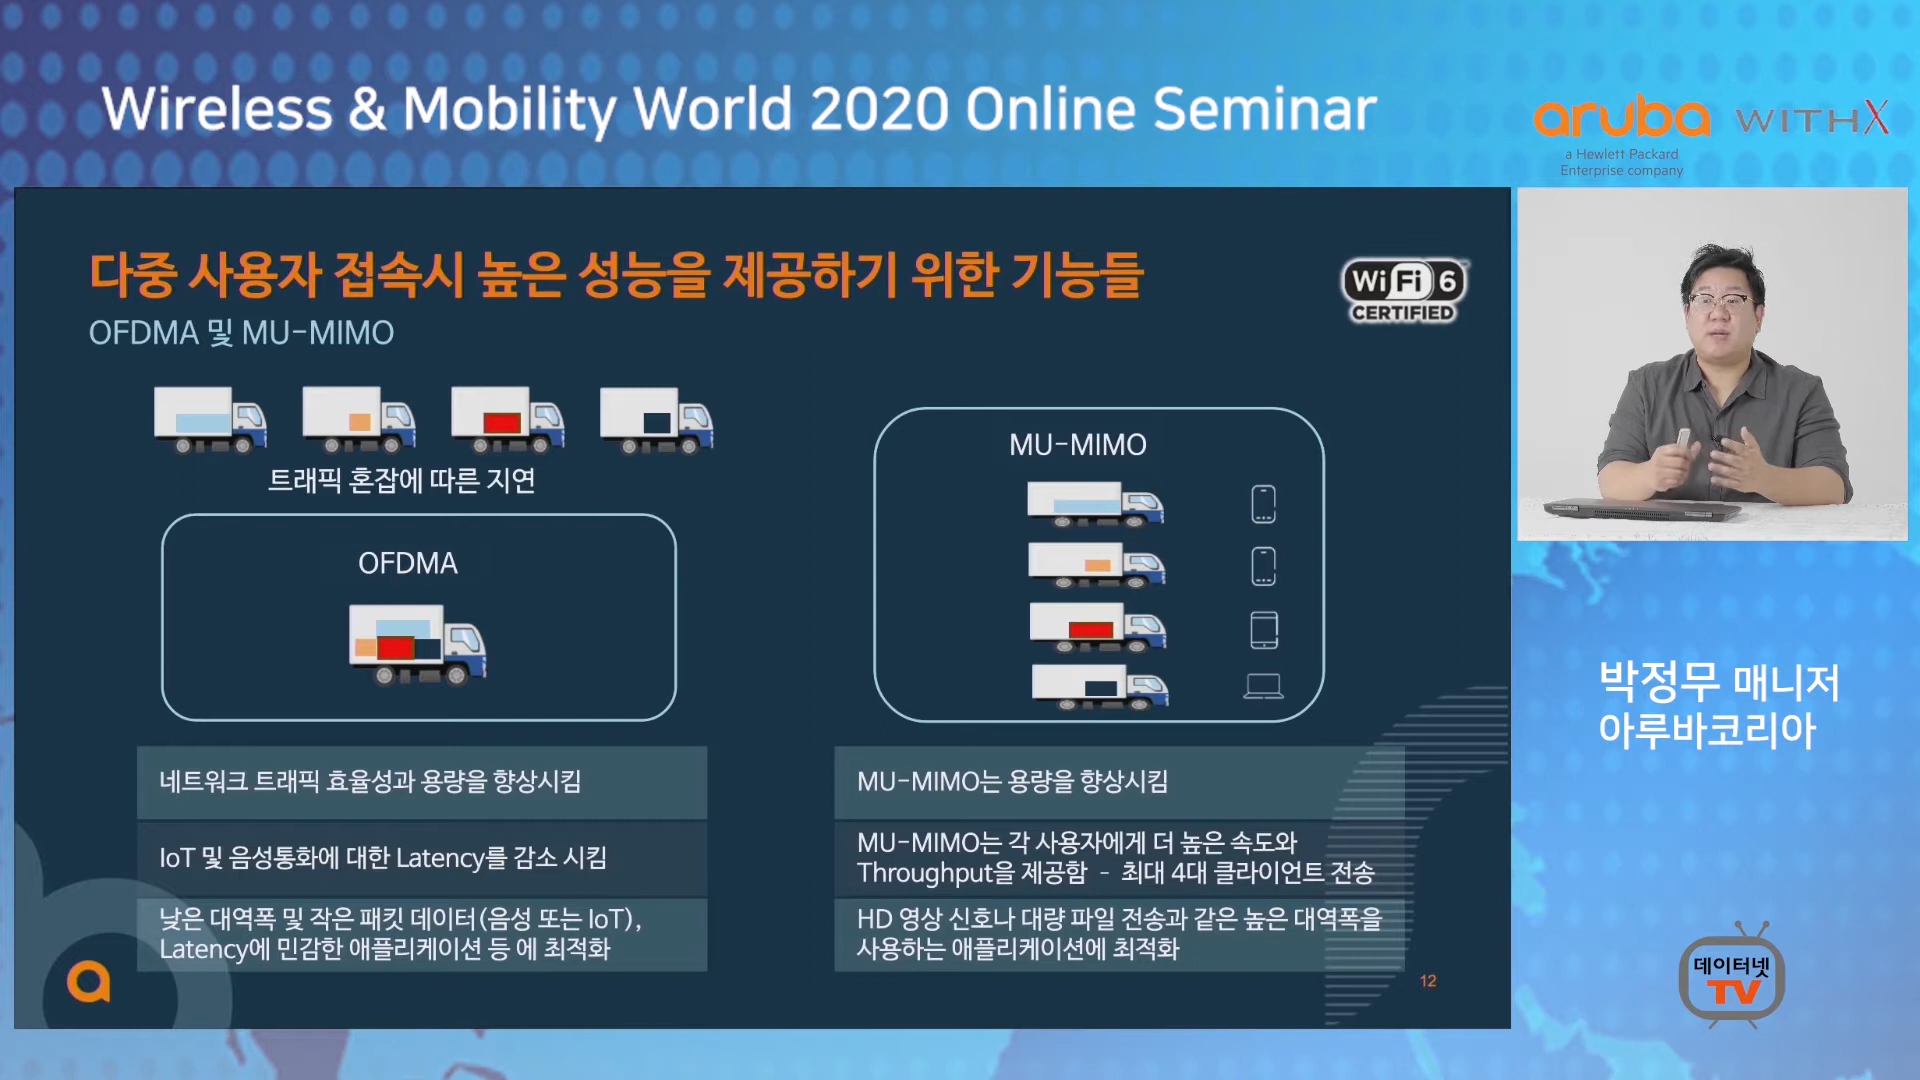 Wireless & Mobility World 2020 Online Seminar
aruba
a Hewlett Packard
Enterprise company
WITHX
다중 사용자 접속시 높은 성능을 제공하기 위한 기능들
OFDMA 및 MU-MIMO
Wi Fi 6
CERTIFIED
트래픽 혼잡에 따른 지연
OFDMA
네트워크 트래픽 효율성과 용량을 향상시킴
IoT 및 음성통화에 대한 Latency를 감소 시킴
낮은 대역폭 및 작은 패킷 데이터(음성 또는 IoT),
Latency에 민감한 애플리케이션 등 에 최적화
MU-MIMO
MU-MIMO는 용량을 향상시킴
MU-MIMO는 각 사용자에게 더 높은 속도와
Throughput을 제공함 - 최대 4대 클라이언트 전송
HD 영상 신호나 대량 파일 전송과 같은 높은 대역폭을
사용하는 애플리케이션에 최적화
12
박정무 매니저
아루바코리아
데이터넷
TV